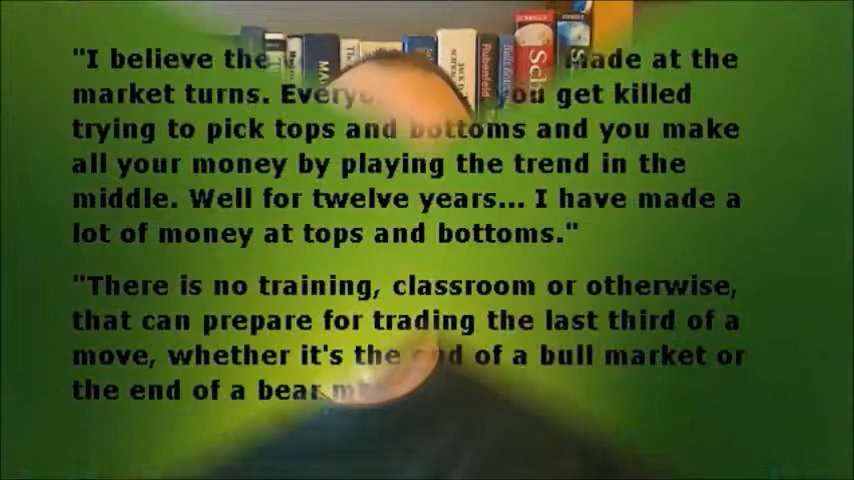 "I believe the made at the
market turns. you get killed
trying to pick tops and bottoms and you make
all your money by playing the trend in the
middle. Well for twelve years... I have made a
lot of money at tops and bottoms."
"There is no training, classroom or otherwise,
that can prepare for trading the last third of a
move, whether it's the end of a bull market or
the end of a bear